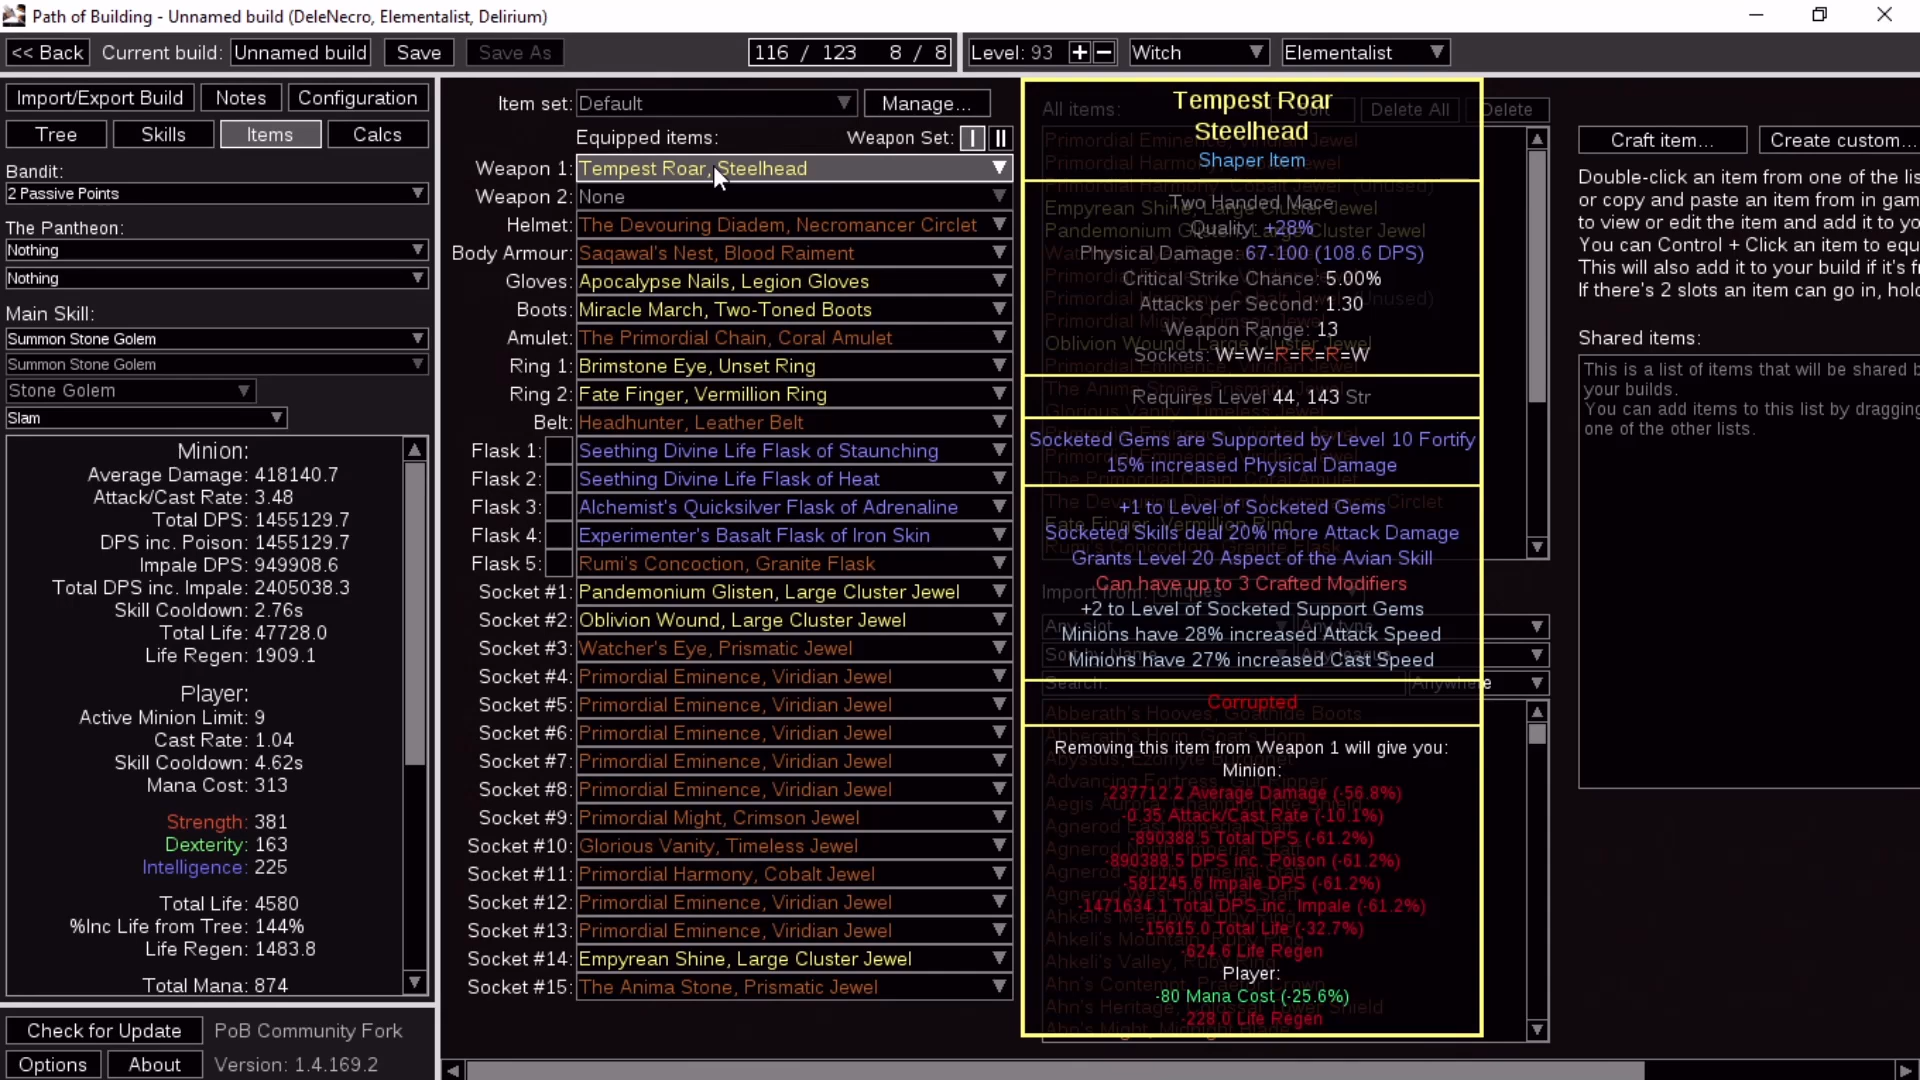 Path of Building - Unnamed build (DeleNecro, Elementalist, Delirium)
<< Back Current build: Unnamed build Save Save As 116 / 123 8 / 8 Level: 93 + - Witch Elementalist
Import/Export Build Notes Configuration
Tree Skills Items Calcs
Bandit:
2 Passive Points
The Pantheon:
Nothing
Nothing
Main Skill:
Summon Stone Golem
Summon Stone Golem
Stone Golem
Slam
Minion:
Average Damage: 418140.7
Attack/Cast Rate: 3.48
Total DPS: 1455129.7
DPS inc. Poison: 1455129.7
Impale DPS: 949908.6
Total DPS inc. Impale: 2405038.3
Skill Cooldown: 2.76s
Total Life: 47728.0
Life Regen: 1909.1
Player:
Active Minion Limit: 9
Cast Rate: 1.04
Skill Cooldown: 4.62s
Mana Cost: 313
Strength: 381
Dexterity: 163
Intelligence: 225
Total Life: 4580
%Inc Life from Tree: 144%
Life Regen: 1483.8
Total Mana: 874
Check for Update PoB Community Fork
Options About Version: 1.4.169.2
Item set: Default Manage...
Equipped items: Weapon Set: I II
Weapon 1: Tempest Roar, Steelhead
Weapon 2: None
Helmet: The Devouring Diadem, Necromancer Circlet
Body Armour: Saqawal's Nest, Blood Raiment
Gloves: Apocalypse Nails, Legion Gloves
Boots: Miracle March, Two-Toned Boots
Amulet: The Primordial Chain, Coral Amulet
Ring 1: Brimstone Eye, Unset Ring
Ring 2: Fate Finger, Vermillion Ring
Belt: Headhunter, Leather Belt
Flask 1: Seething Divine Life Flask of Staunching
Flask 2: Seething Divine Life Flask of Heat
Flask 3: Alchemist's Quicksilver Flask of Adrenaline
Flask 4: Experimenter's Basalt Flask of Iron Skin
Flask 5: Rumi's Concoction, Granite Flask
Socket #1: Pandemonium Glisten, Large Cluster Jewel
Socket #2: Oblivion Wound, Large Cluster Jewel
Socket #3: Watcher's Eye, Prismatic Jewel
Socket #4: Primordial Eminence, Viridian Jewel
Socket #5: Primordial Eminence, Viridian Jewel
Socket #6: Primordial Eminence, Viridian Jewel
Socket #7: Primordial Eminence, Viridian Jewel
Socket #8: Primordial Eminence, Viridian Jewel
Socket #9: Primordial Might, Crimson Jewel
Socket #10: Glorious Vanity, Timeless Jewel
Socket #11: Primordial Harmony, Cobalt Jewel
Socket #12: Primordial Eminence, Viridian Jewel
Socket #13: Primordial Eminence, Viridian Jewel
Socket #14: Empyrean Shine, Large Cluster Jewel
Socket #15: The Anima Stone, Prismatic Jewel
All items: Sort Delete All Delete
Tempest Roar
Steelhead
Shaper Item
Two Handed Mace
Quality: +28%
Physical Damage: 67-100 (108.6 DPS)
Critical Strike Chance: 5.00%
Attacks per Second: 1.30
Weapon Range: 13
Sockets: W=W=R=R=R=W
Requires Level 44, 143 Str
Socketed Gems are Supported by Level 10 Fortify
15% increased Physical Damage
+1 to Level of Socketed Gems
Socketed Skills deal 20% more Attack Damage
Grants Level 20 Aspect of the Avian Skill
Can have up to 3 Crafted Modifiers
+2 to Level of Socketed Support Gems
Minions have 28% increased Attack Speed
Minions have 27% increased Cast Speed
Corrupted
Removing this item from Weapon 1 will give you:
Minion:
-237712.2 Average Damage (-56.8%)
-0.35 Attack/Cast Rate (-10.1%)
-890388.5 Total DPS (-61.2%)
-890388.5 DPS inc. Poison (-61.2%)
-581245.6 Impale DPS (-61.2%)
-1471634.1 Total DPS inc. Impale (-61.2%)
-15615.0 Total Life (-32.7%)
-624.6 Life Regen
Player:
-80 Mana Cost (-25.6%)
-228.0 Life Regen
Craft item... Create custom...
Double-click an item from one of the lis
or copy and paste an item from in gam
to view or edit the item and add it to yo
You can Control + Click an item to equ
This will also add it to your build if it's fr
If there's 2 slots an item can go in, hold
Shared items:
This is a list of items that will be shared b
your builds.
You can add items to this list by dragging
one of the other lists.